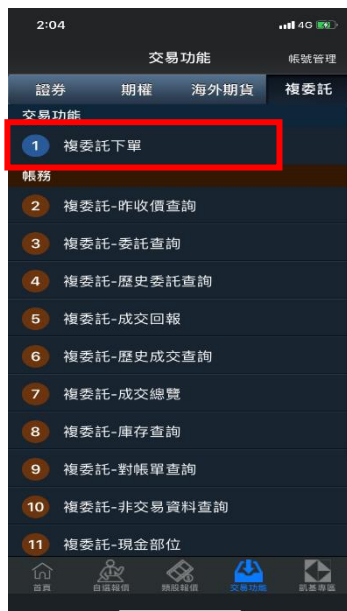 2:04 4G
交易功能 帳號管理
證券 期權 海外期貨 複委託
交易功能
1 複委託下單
帳務
2 複委託-昨收價查詢
3 複委託-委託查詢
4 複委託-歷史委託查詢
5 複委託-成交回報
6 複委託-歷史成交查詢
7 複委託-成交總覽
8 複委託-庫存查詢
9 複委託-對帳單查詢
10 複委託-非交易資料查詢
11 複委託-現金部位
首頁 自選報價 類股報價 交易功能 凱基專區